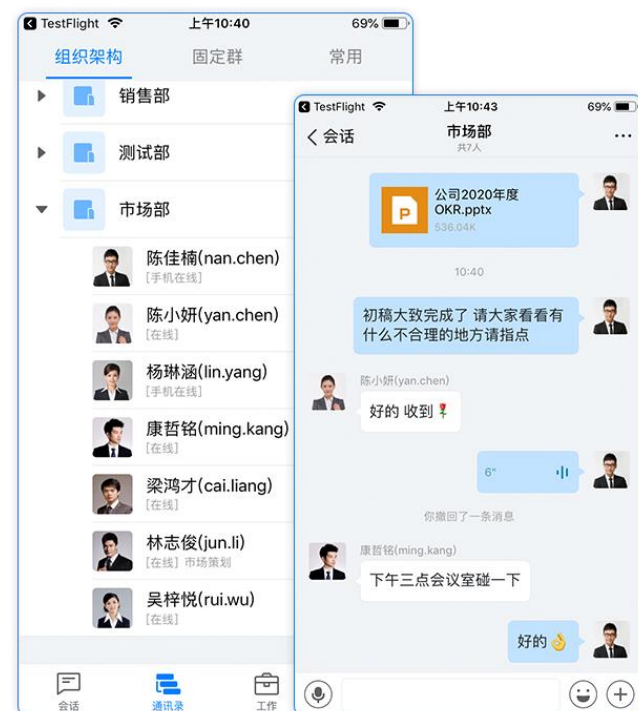 TestFlight 上午10:40 69%
组织架构 固定群 常用
销售部
测试部
市场部
陈佳楠(nan.chen)
[手机在线]
陈小妍(yan.chen)
[在线]
杨琳涵(lin.yang)
[手机在线]
康哲铭(ming.kang)
[在线]
梁鸿才(cai.liang)
[在线]
林志俊(jun.li)
[在线] 市场策划
吴梓悦(rui.wu)
[在线]
会话 通讯录 工作
TestFlight 上午10:43 69%
会话 市场部 ...
共7人
公司2020年度
OKR.pptx
P
536.04K
10:40
初稿大致完成了 请大家看看有
什么不合理的地方请指点
陈小妍(yan.chen)
好的 收到🌹
6"
你撤回了一条消息
康哲铭(ming.kang)
下午三点会议室碰一下
好的👌